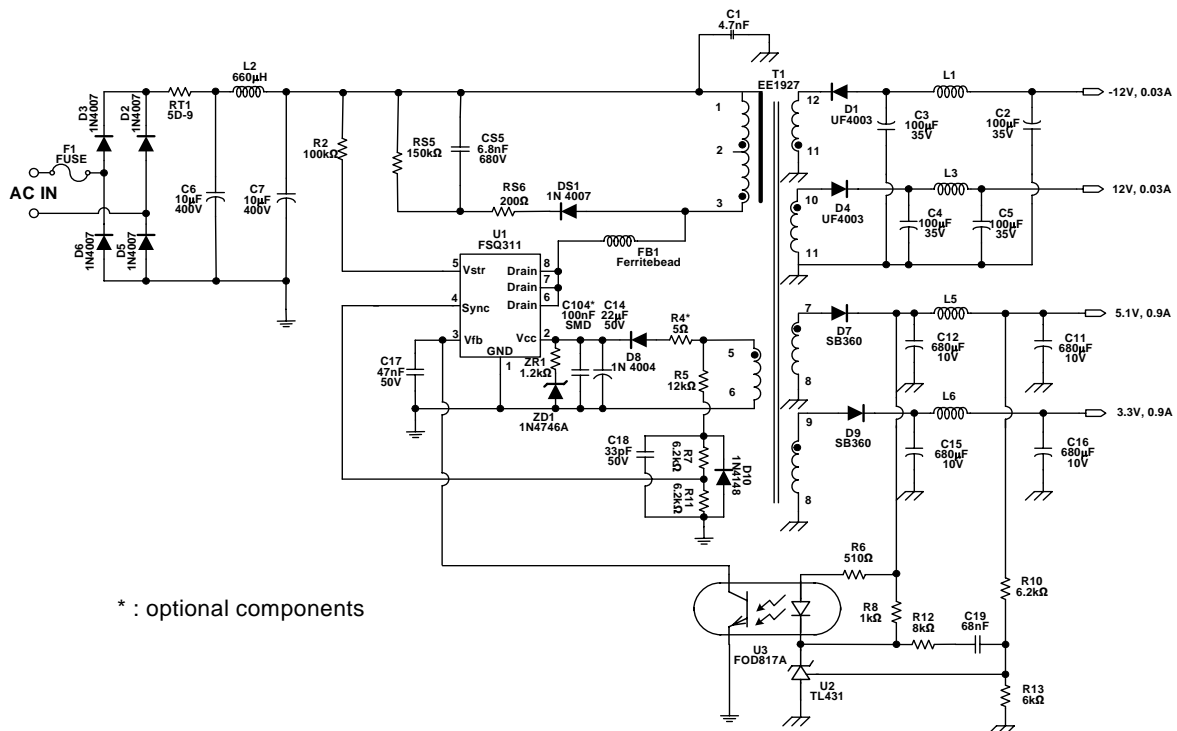 C1
4.7nF
T1
EE1927
L2
660µH
RT1
5D-9
D3
1N4007
D2
1N4007
F1
FUSE
AC IN
C6
10µF
400V
C7
10µF
400V
D6
1N4007
D5
1N4007
R2
100kΩ
RS5
150kΩ
CS5
6.8nF
680V
RS6
200Ω
DS1
1N 4007
FB1
Ferritebead
1
2
3
12
11
10
11
D1
UF4003
L1
C3
100µF
35V
C2
100µF
35V
-12V, 0.03A
D4
UF4003
L3
C4
100µF
35V
C5
100µF
35V
12V, 0.03A
U1
FSQ311
5
Vstr
4
Sync
3
Vfb
Drain
8
Drain
7
Drain
6
Vcc
2
GND
1
C104*
100nF
SMD
C14
22µF
50V
R4*
5Ω
D8
1N 4004
ZR1
1.2kΩ
ZD1
1N4746A
C17
47nF
50V
R5
12kΩ
5
6
C18
33pF
50V
R7
6.2kΩ
R11
6.2kΩ
D10
1N4148
7
8
D7
SB360
L5
C12
680µF
10V
C11
680µF
10V
5.1V, 0.9A
9
8
D9
SB360
L6
C15
680µF
10V
C16
680µF
10V
3.3V, 0.9A
R6
510Ω
R8
1kΩ
R12
8kΩ
C19
68nF
R10
6.2kΩ
R13
6kΩ
U3
FOD817A
U2
TL431
* : optional components